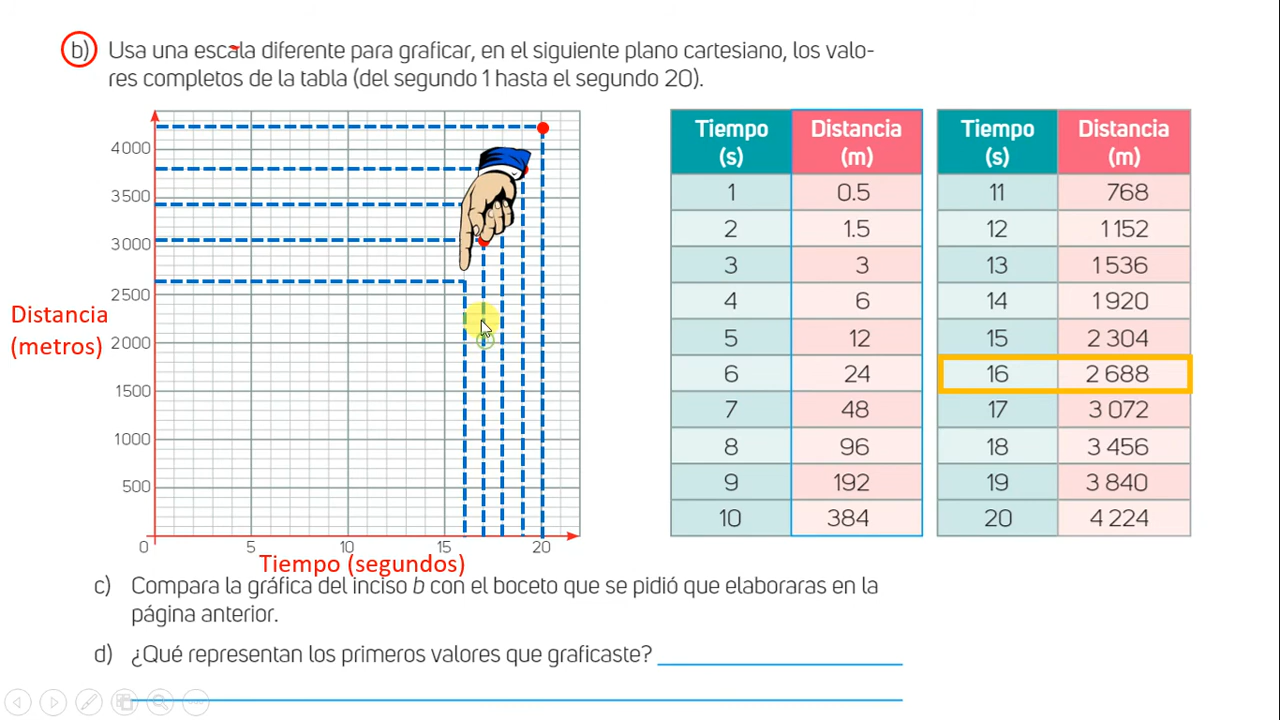 b) Usa una escala diferente para graficar, en el siguiente plano cartesiano, los valo-
res completos de la tabla (del segundo 1 hasta el segundo 20).
4000
3500
3000
2500
2000
1500
1000
500
0
5
10
15
20
Distancia
(metros)
Tiempo (segundos)
Tiempo (s) Distancia (m)
1 0.5
2 1.5
3 3
4 6
5 12
6 24
7 48
8 96
9 192
10 384
Tiempo (s) Distancia (m)
11 768
12 1 152
13 1 536
14 1 920
15 2 304
16 2 688
17 3 072
18 3 456
19 3 840
20 4 224
c) Compara la gráfica del inciso b con el boceto que se pidió que elaboraras en la
página anterior.
d) ¿Qué representan los primeros valores que graficaste?